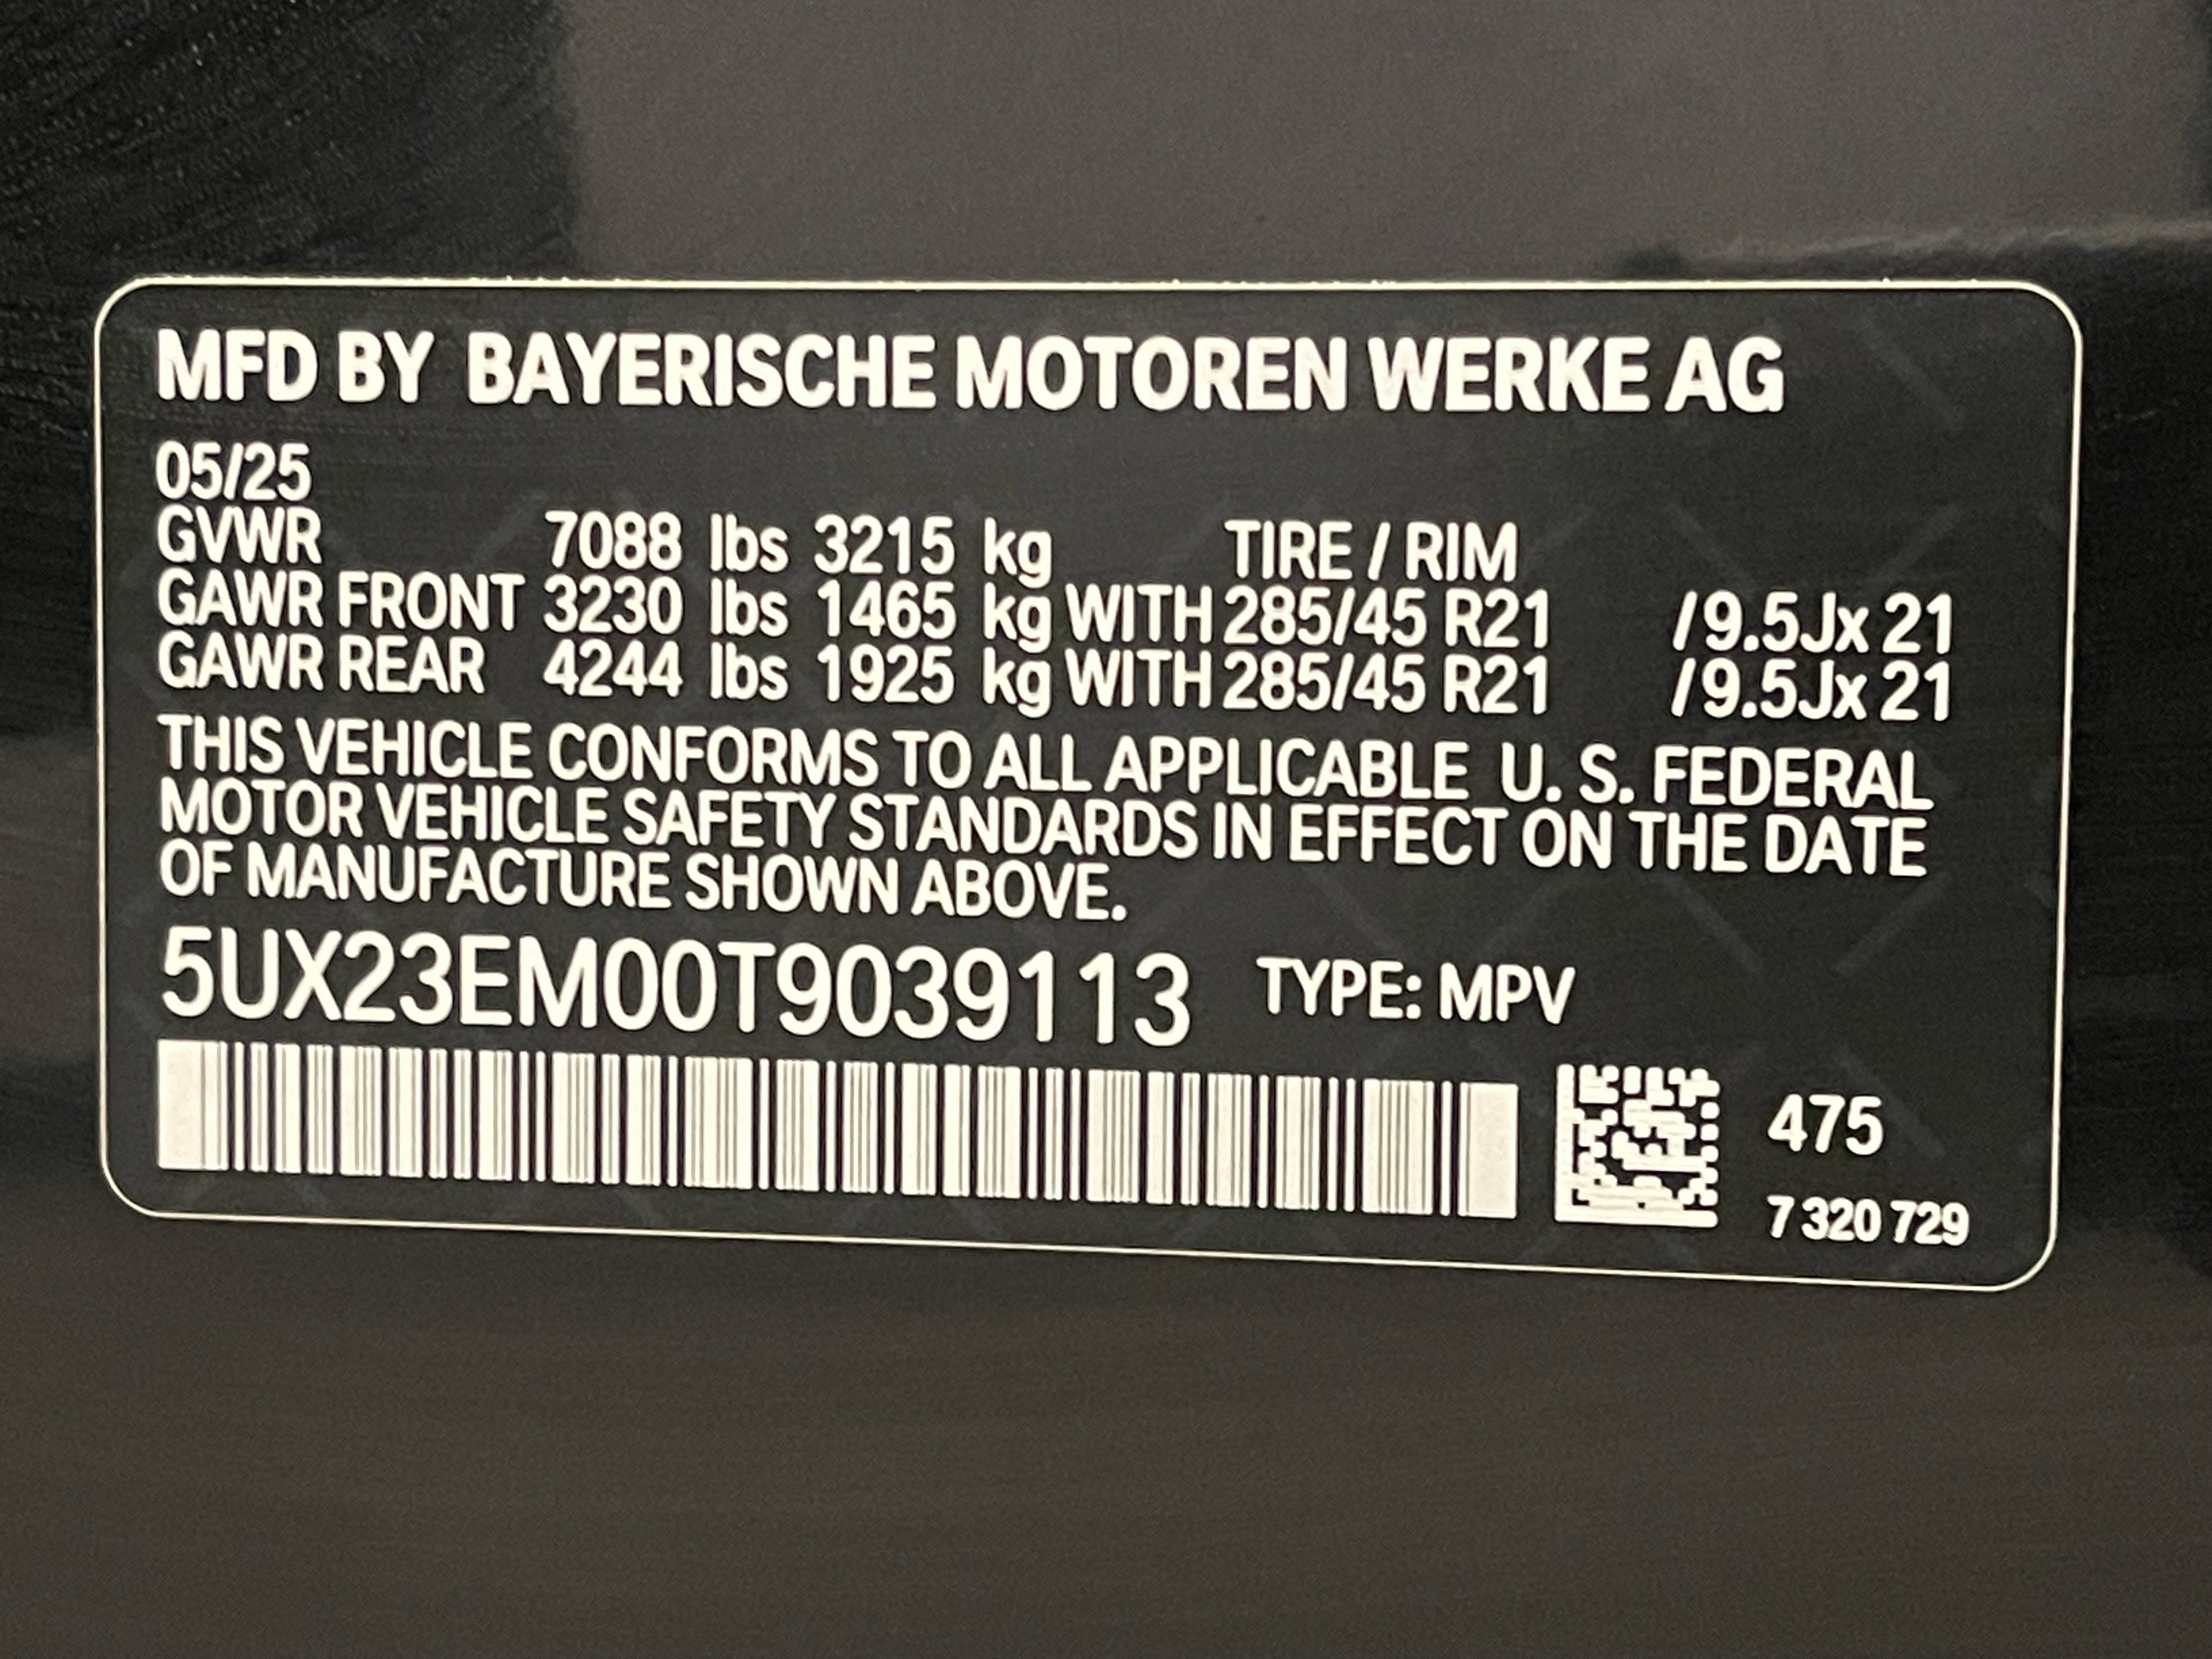 MFD BY BAYERISCHE MOTOREN WERKE AG
05/25
GVWR 7088 lbs 3215 kg TIRE / RIM
GAWR FRONT 3230 lbs 1465 kg WITH 285/45 R21 / 9.5Jx 21
GAWR REAR 4244 lbs 1925 kg WITH 285/45 R21 / 9.5Jx 21
THIS VEHICLE CONFORMS TO ALL APPLICABLE U. S. FEDERAL
MOTOR VEHICLE SAFETY STANDARDS IN EFFECT ON THE DATE
OF MANUFACTURE SHOWN ABOVE.
5UX23EM00T9039113 TYPE: MPV
475
7 320 729